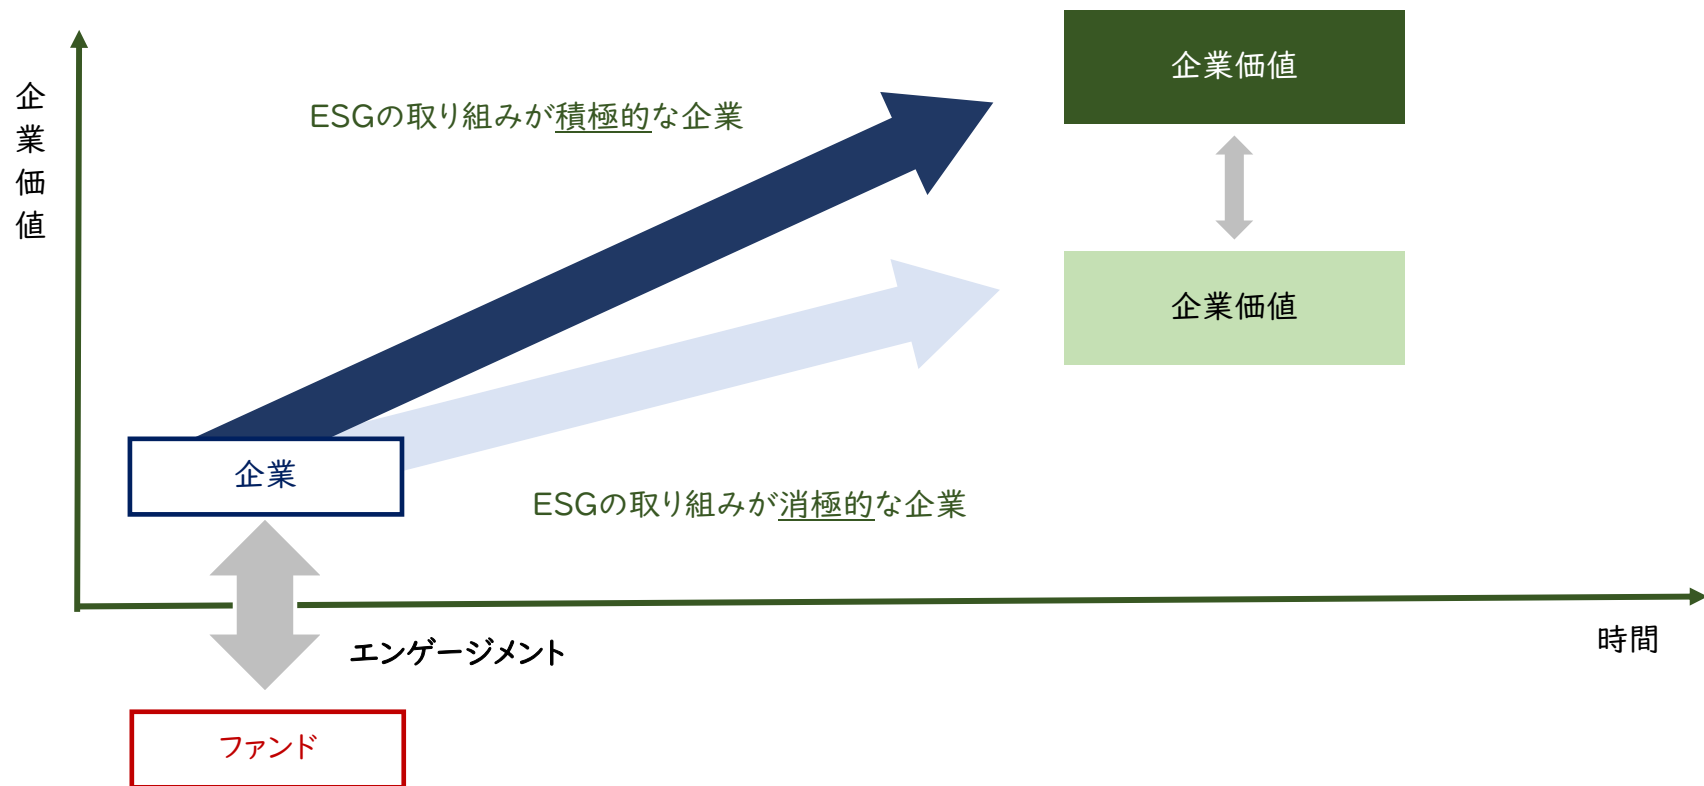 企業価値
ESGの取り組みが積極的な企業
企業価値
企業価値
企業
ESGの取り組みが消極的な企業
時間
エンゲージメント
ファンド